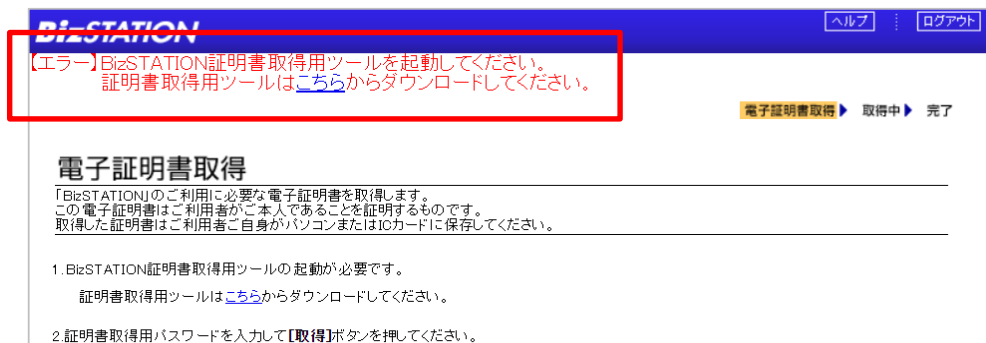 BizSTATION
ヘルプ
ログアウト
【エラー】BizSTATION証明書取得用ツールを起動してください。
証明書取得用ツールはこちらからダウンロードしてください。
電子証明書取得 取得中 完了
電子証明書取得
「BizSTATION」のご利用に必要な電子証明書を取得します。
この電子証明書はご利用者がご本人であることを証明するものです。
取得した証明書はご利用者ご自身がパソコンまたはICカードに保存してください。
1.BizSTATION証明書取得用ツールの起動が必要です。
証明書取得用ツールはこちらからダウンロードしてください。
2.証明書取得用パスワードを入力して[取得]ボタンを押してください。